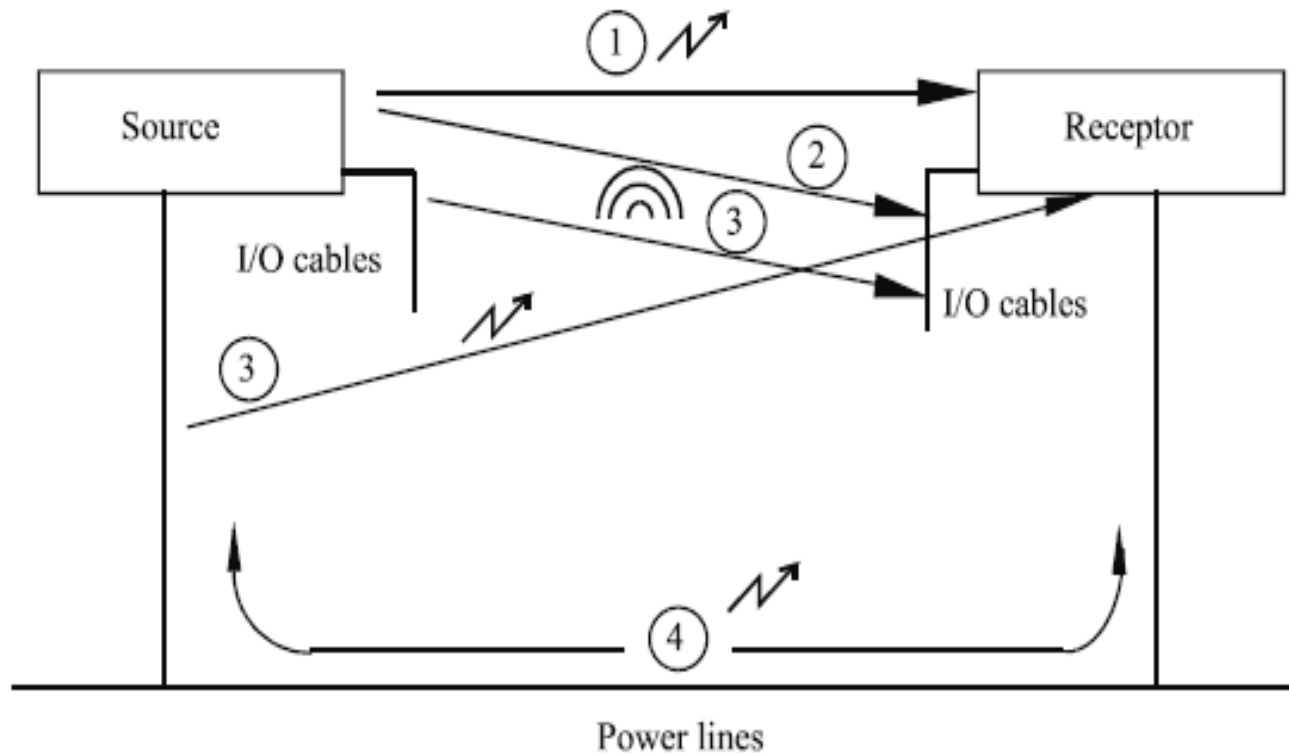 1
Source
Receptor
2
3
I/O cables
I/O cables
3
4
Power lines